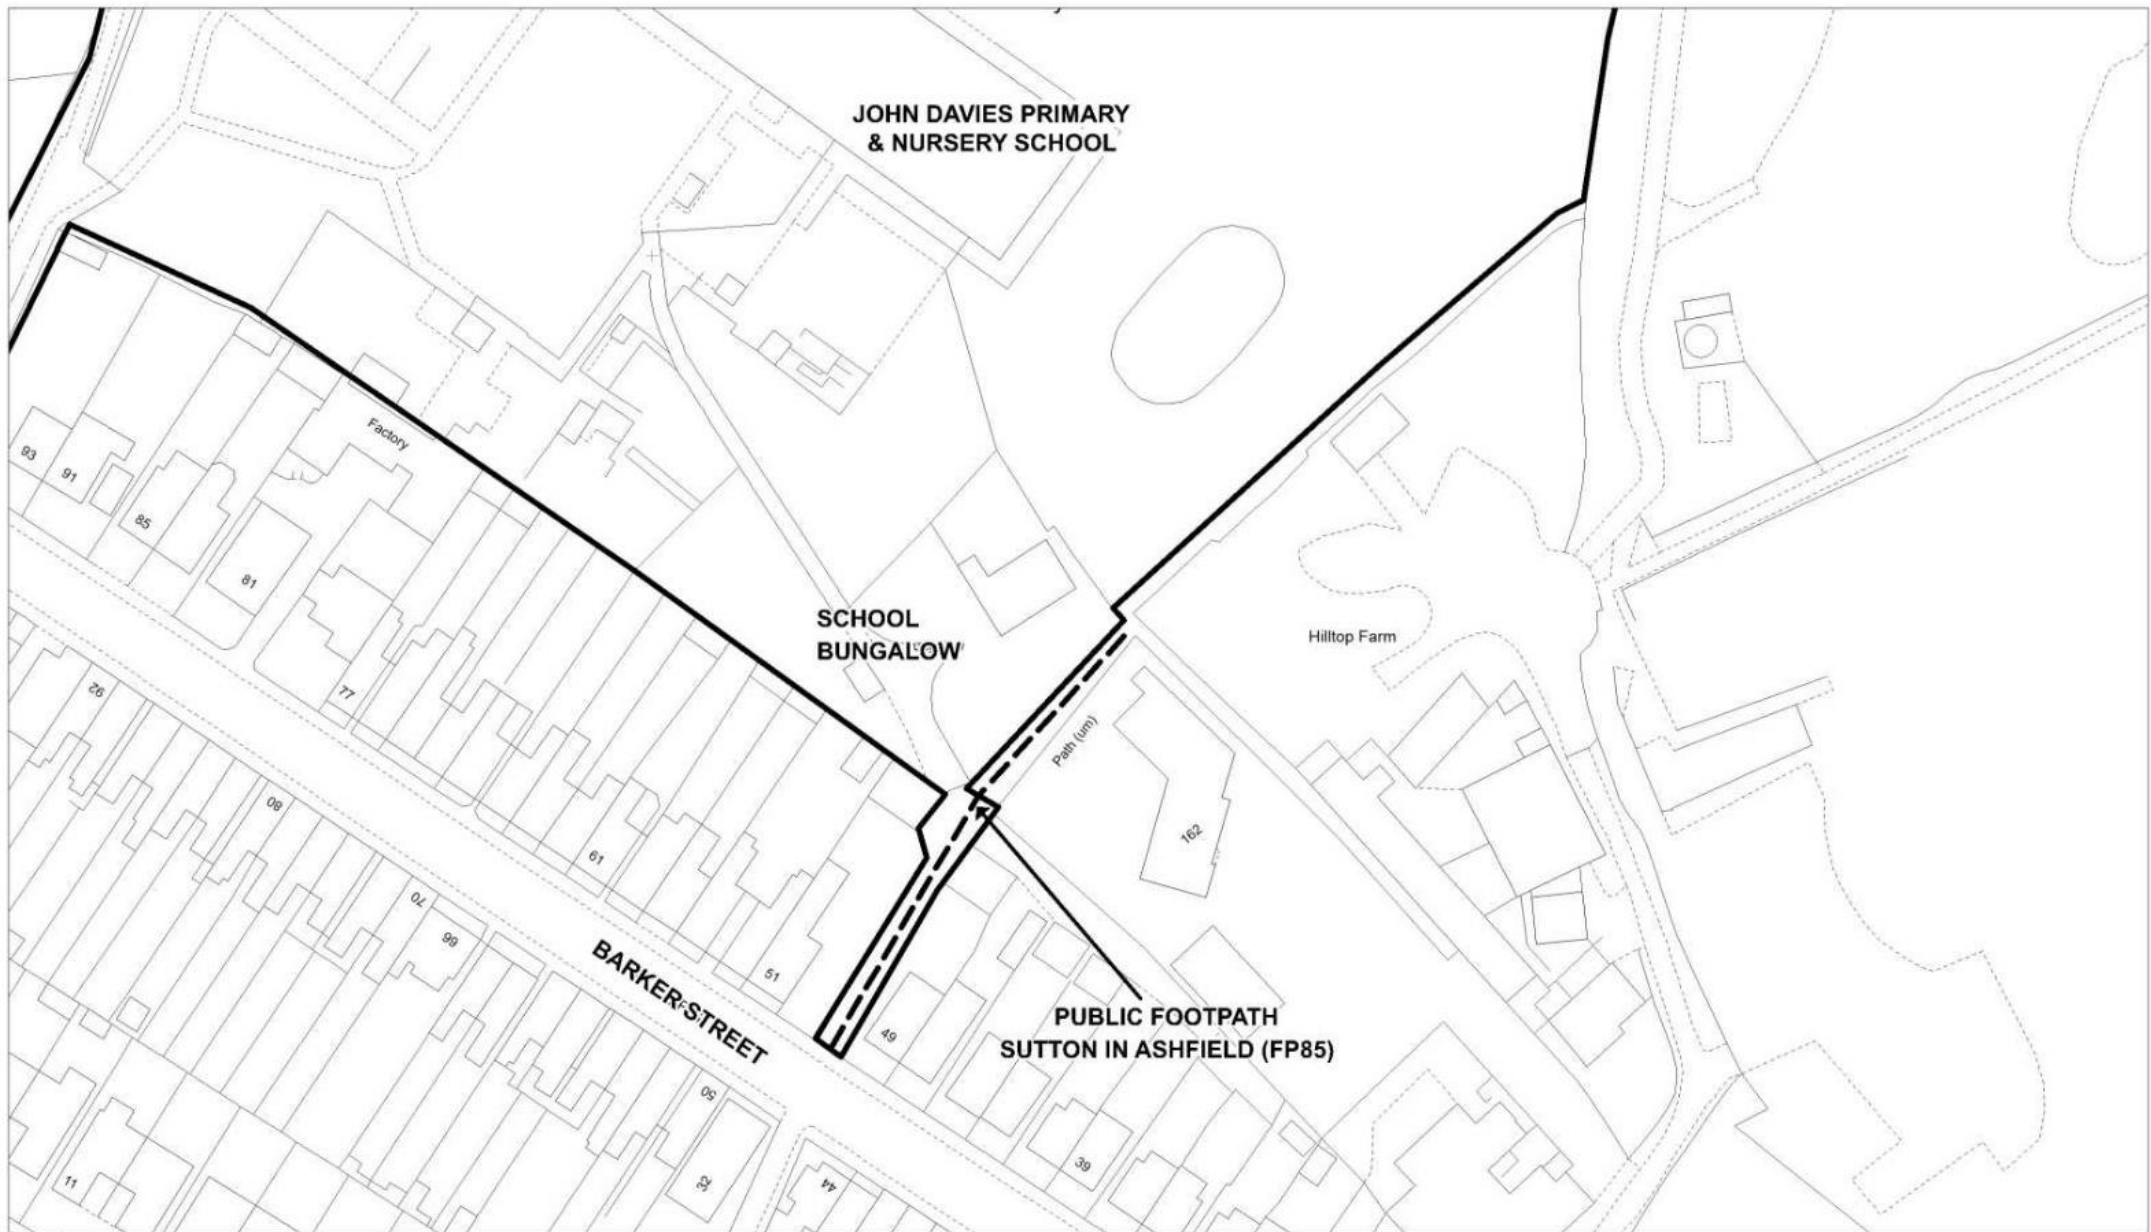 JOHN DAVIES PRIMARY
& NURSERY SCHOOL
Factory
93
91
85
81
77
SCHOOL
BUNGALOW
Hilltop Farm
Path (um)
162
92
80
70
66
61
51
49
BARKER STREET
PUBLIC FOOTPATH
SUTTON IN ASHFIELD (FP85)
50
39
32
44
11